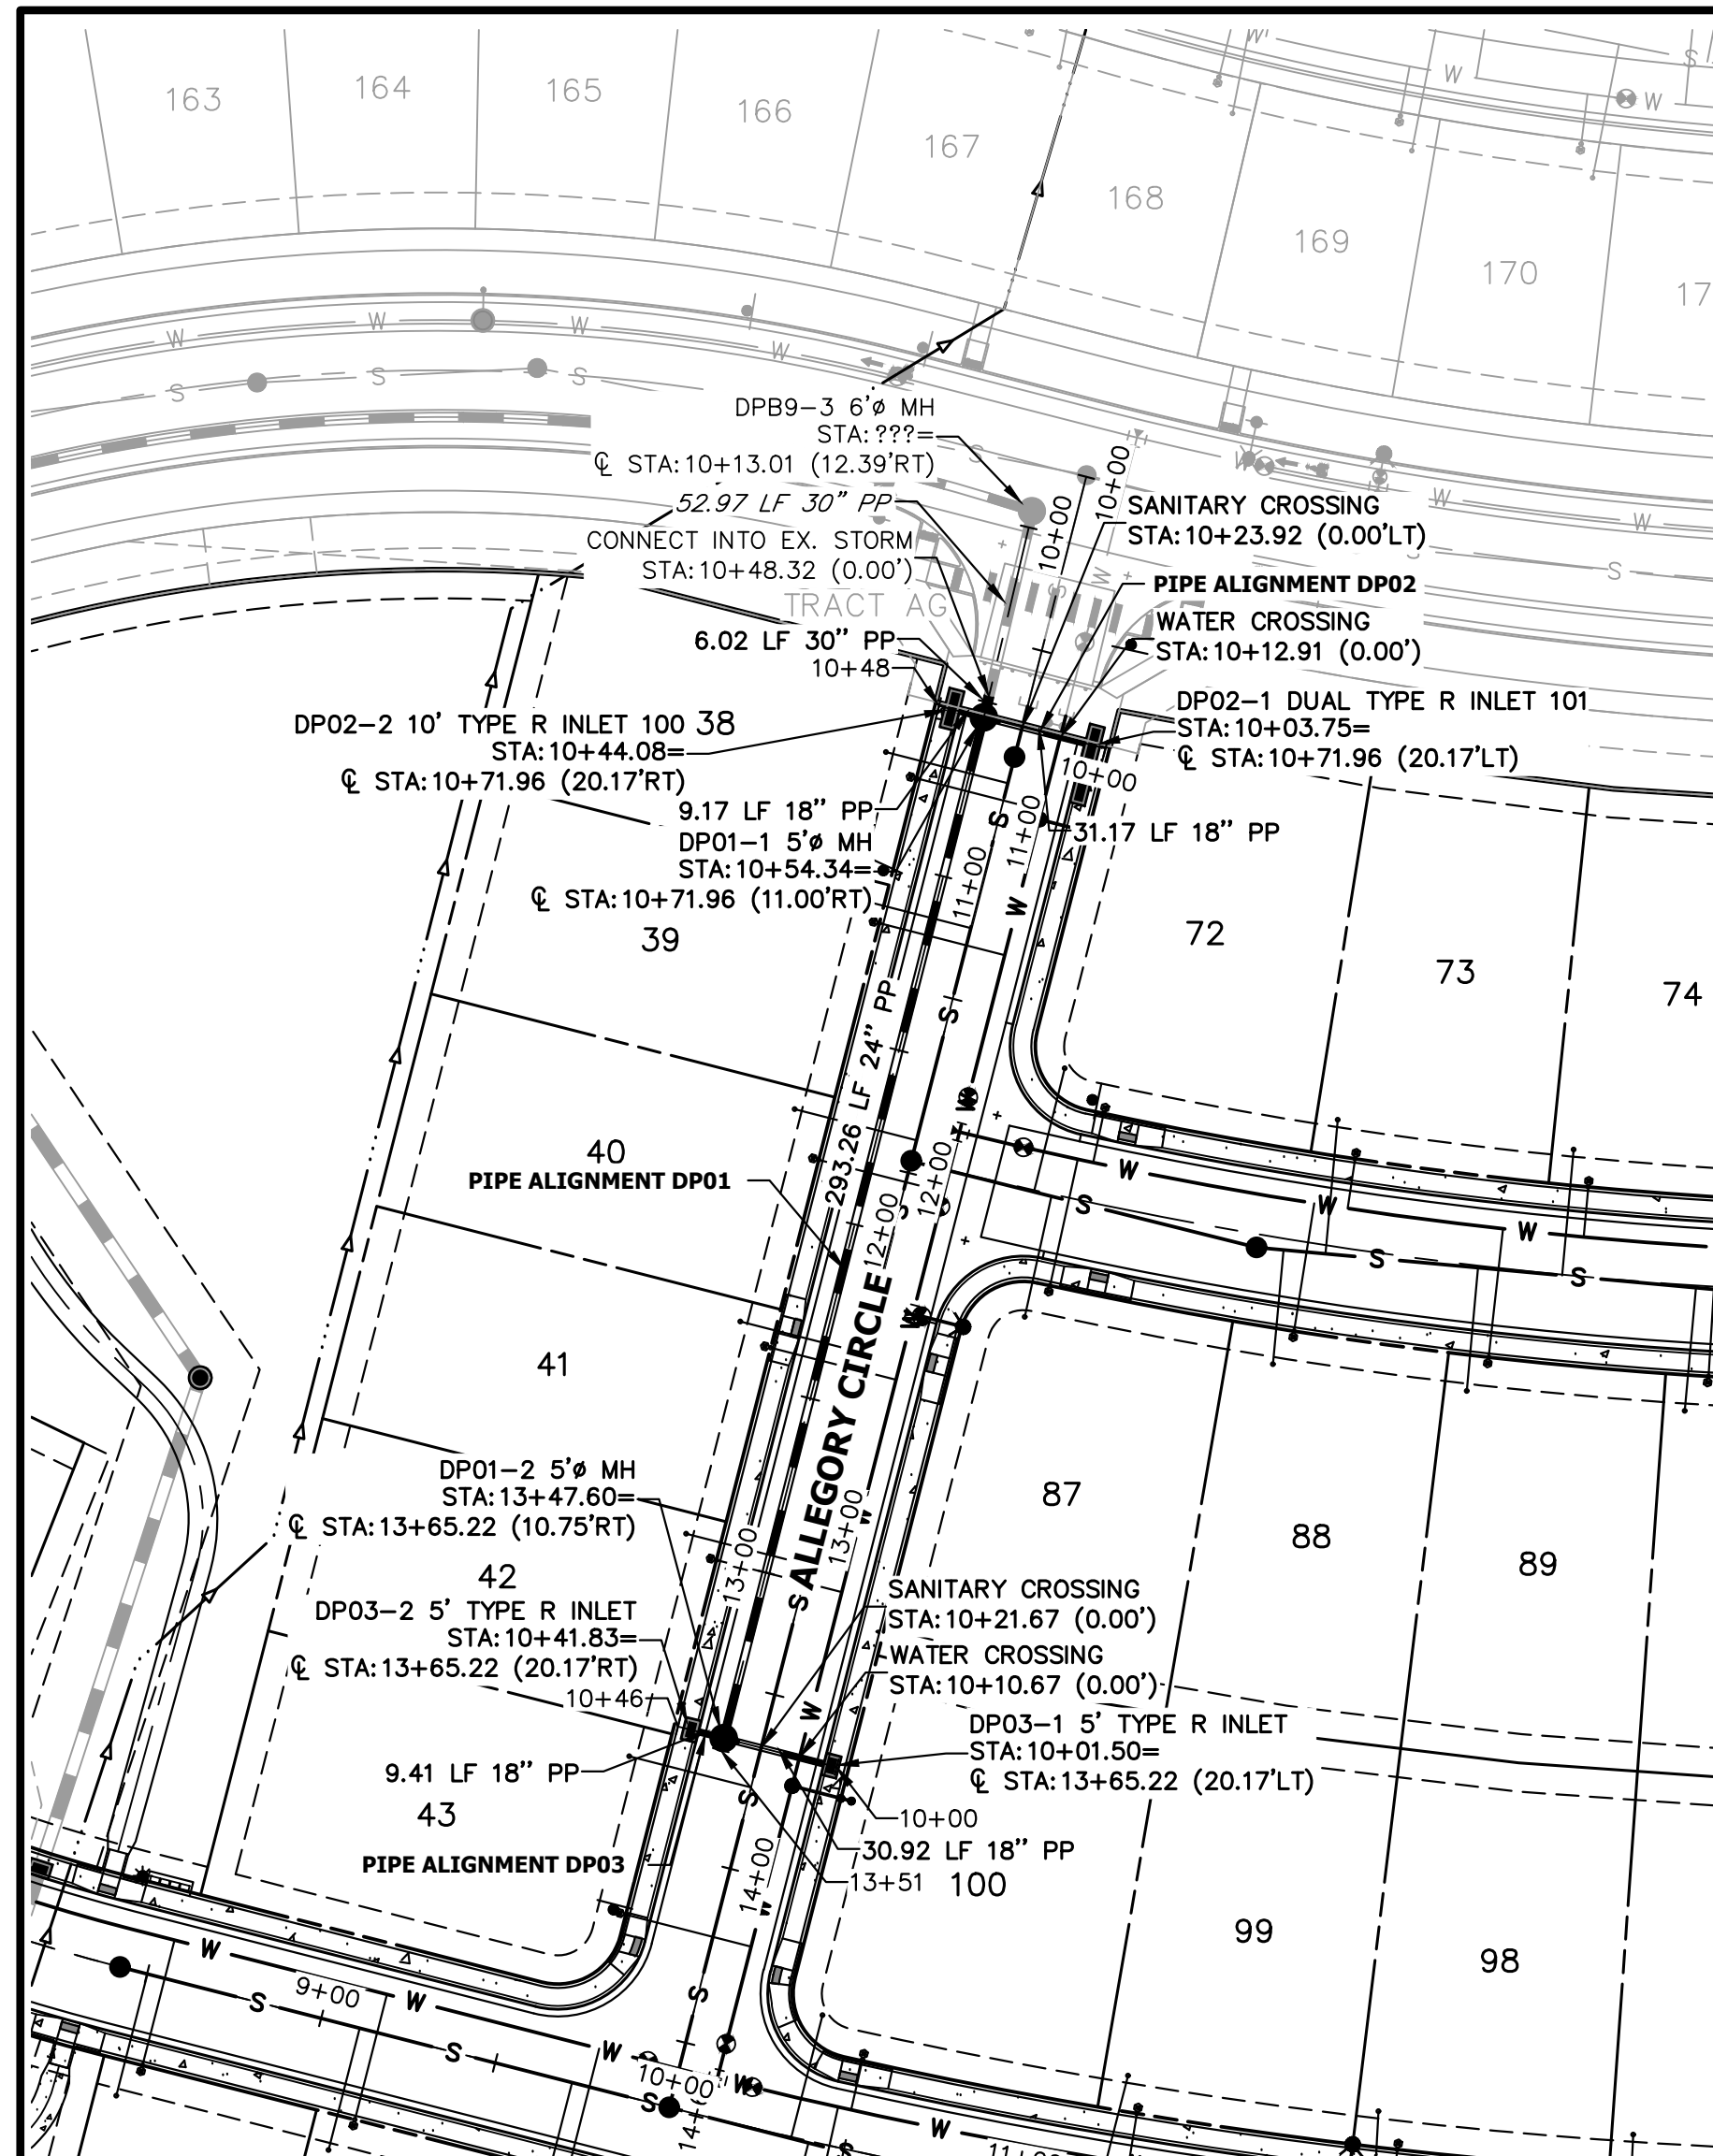 163
164
165
166
167
168
169
170
17
W
W
W
S
W
W
W
W
S
S
S
DPB9-3 6'ø MH
STA:???=
℄ STA:10+13.01 (12.39'RT)
52.97 LF 30" PP
CONNECT INTO EX. STORM
STA:10+48.32 (0.00')
TRACT AG
6.02 LF 30" PP
10+48
10+00
10+00
S
W
W
W
W
S
SANITARY CROSSING
STA:10+23.92 (0.00'LT)
PIPE ALIGNMENT DP02
WATER CROSSING
STA:10+12.91 (0.00')
DP02-1 DUAL TYPE R INLET 101
STA:10+03.75=
℄ STA:10+71.96 (20.17'LT)
DP02-2 10' TYPE R INLET 100
38
STA:10+44.08=
℄ STA:10+71.96 (20.17'RT)
10+00
9.17 LF 18" PP
31.17 LF 18" PP
DP01-1 5'ø MH
STA:10+54.34=
℄ STA:10+71.96 (11.00'RT)
S
11+00
11+00
W
39
72
73
74
293.26 LF 24" PP
S
W
40
PIPE ALIGNMENT DP01
12+00
12+00
S
W
W
W
S
S
S
41
W
ALLEGORY CIRCLE
87
88
89
DP01-2 5'ø MH
STA:13+47.60=
℄ STA:13+65.22 (10.75'RT)
13+00
W
13+00
S
42
DP03-2 5' TYPE R INLET
STA:10+41.83=
℄ STA:13+65.22 (20.17'RT)
10+46
SANITARY CROSSING
STA:10+21.67 (0.00')
WATER CROSSING
STA:10+10.67 (0.00')
W
DP03-1 5' TYPE R INLET
STA:10+01.50=
℄ STA:13+65.22 (20.17'LT)
9.41 LF 18" PP
S
43
10+00
30.92 LF 18" PP
13+51
100
PIPE ALIGNMENT DP03
14+00
W
99
98
W
9+00
W
S
S
W
S
10+00
W
S
14+
W
S